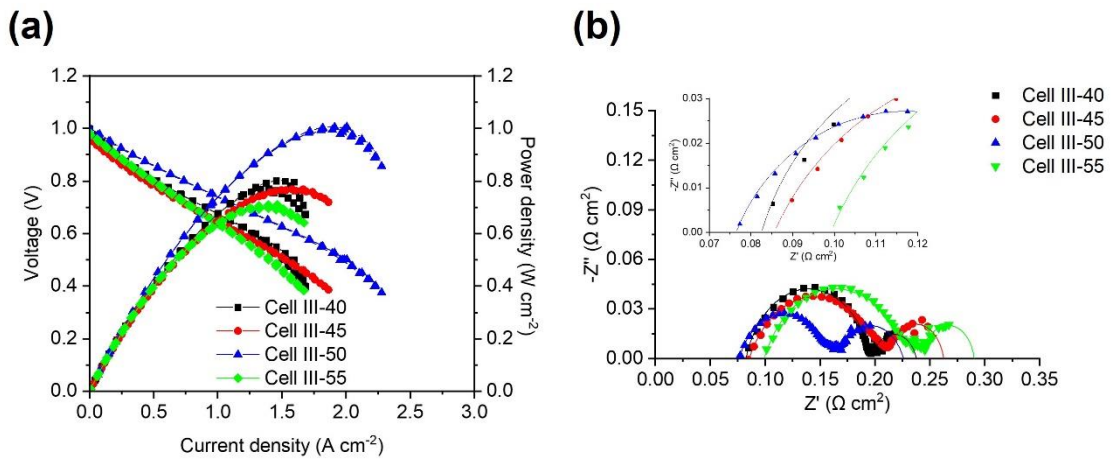 (a)
1.2
1.0
0.8
0.6
0.4
0.2
0.0
Voltage (V)
0.0
0.5
1.0
1.5
2.0
2.5
3.0
Current density (A cm-2)
1.2
1.0
0.8
0.6
0.4
0.2
0.0
Power density (W cm-2)
Cell III-40
Cell III-45
Cell III-50
Cell III-55
(b)
0.15
0.12
0.09
0.06
0.03
0.00
-Z'' (Ω cm2)
0.00
0.05
0.10
0.15
0.20
0.25
0.30
0.35
Z' (Ω cm2)
0.03
0.02
0.01
0.00
-Z'' (Ω cm2)
0.07
0.08
0.09
0.10
0.11
0.12
Z' (Ω cm2)
Cell III-40
Cell III-45
Cell III-50
Cell III-55